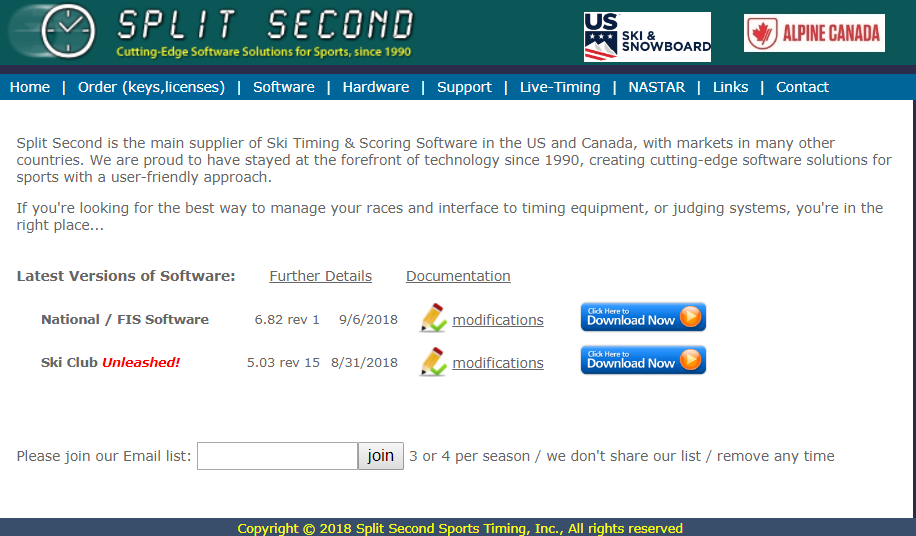 SPLIT SECOND
Cutting-Edge Software Solutions for Sports, since 1990
US
SKI &
SNOWBOARD
ALPINE CANADA
Home | Order (keys,licenses) | Software | Hardware | Support | Live-Timing | NASTAR | Links | Contact
Split Second is the main supplier of Ski Timing & Scoring Software in the US and Canada, with markets in many other
countries. We are proud to have stayed at the forefront of technology since 1990, creating cutting-edge software solutions for
sports with a user-friendly approach.
If you're looking for the best way to manage your races and interface to timing equipment, or judging systems, you're in the
right place...
Latest Versions of Software: Further Details Documentation
National / FIS Software 6.82 rev 1 9/6/2018 modifications Click Here to Download Now
Ski Club Unleashed! 5.03 rev 15 8/31/2018 modifications Click Here to Download Now
Please join our Email list: join 3 or 4 per season / we don't share our list / remove any time
Copyright © 2018 Split Second Sports Timing, Inc., All rights reserved